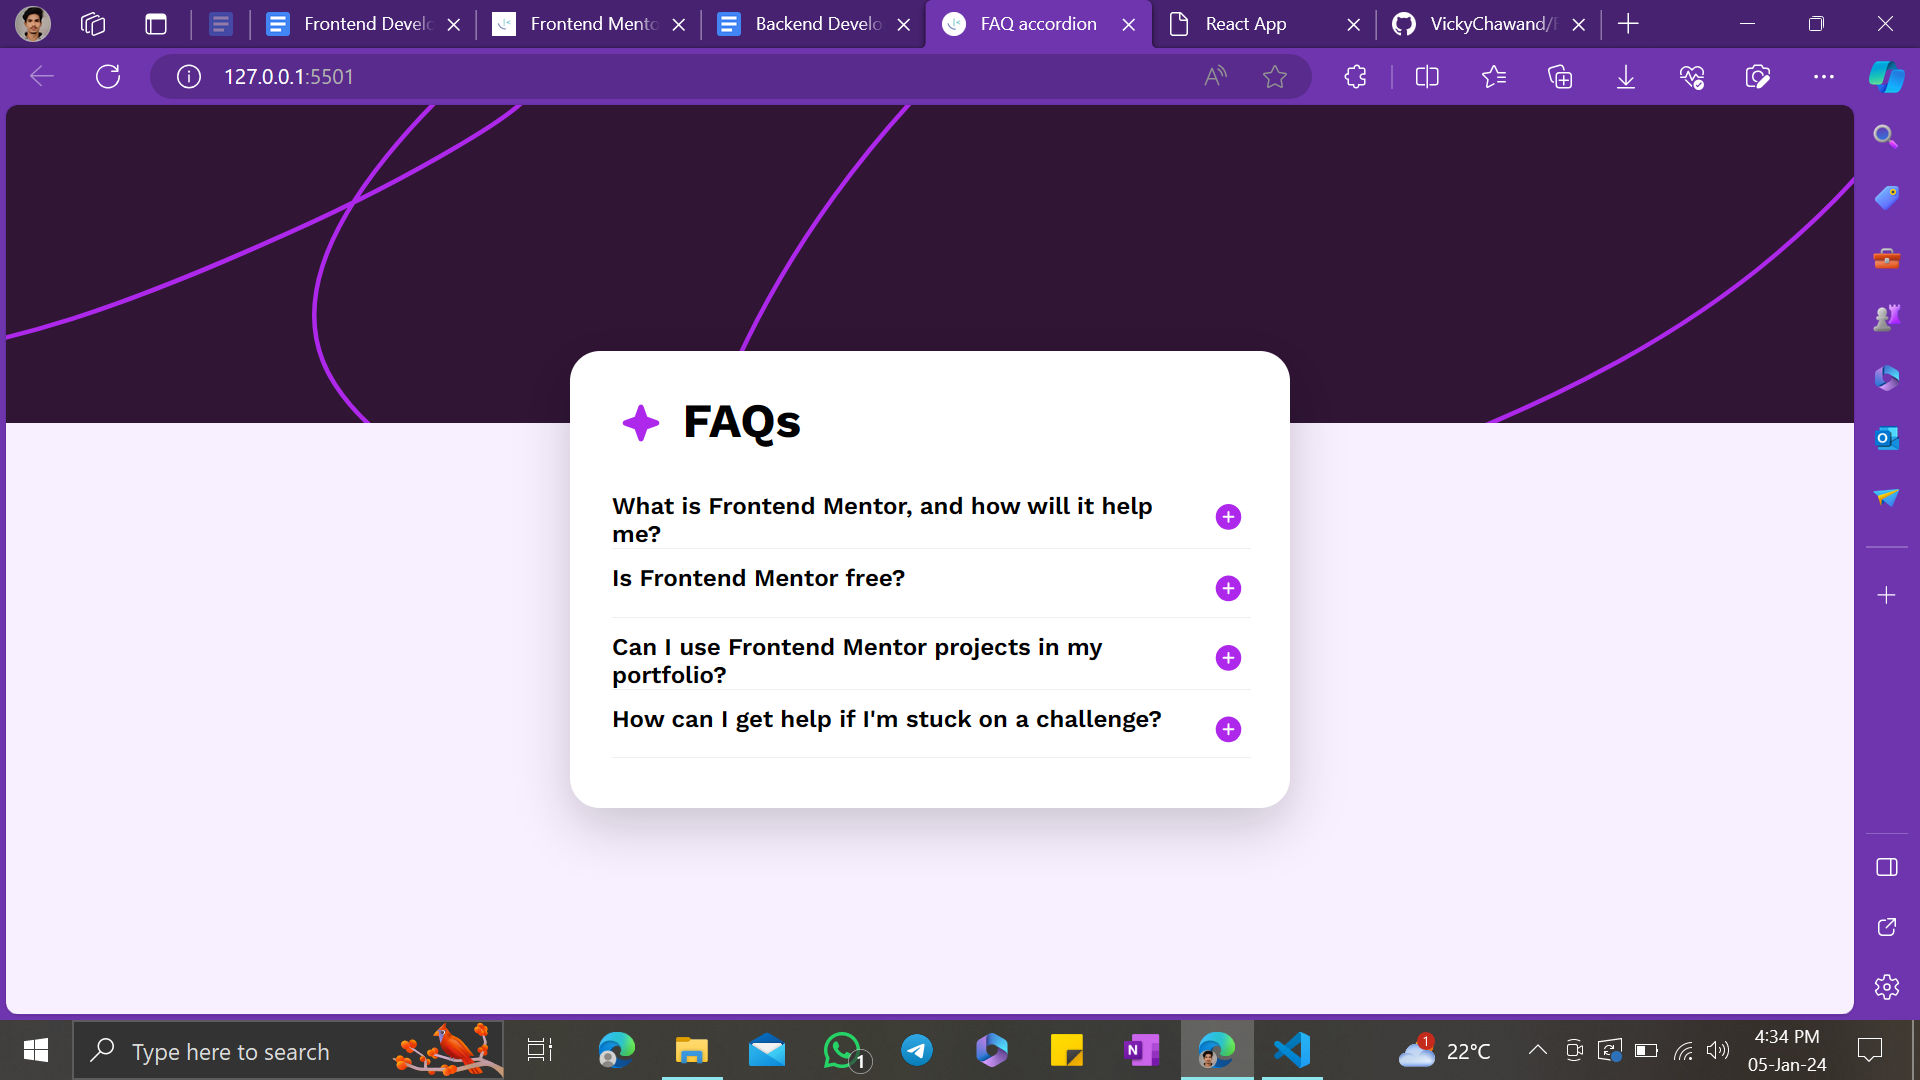 Frontend Develo
Frontend Mento
Backend Develo
FAQ accordion
React App
VickyChawand/F
127.0.0.1:5501
FAQs
What is Frontend Mentor, and how will it help
me?
Is Frontend Mentor free?
Can I use Frontend Mentor projects in my
portfolio?
How can I get help if I'm stuck on a challenge?
Type here to search
1
1
22°C
4:34 PM
05-Jan-24